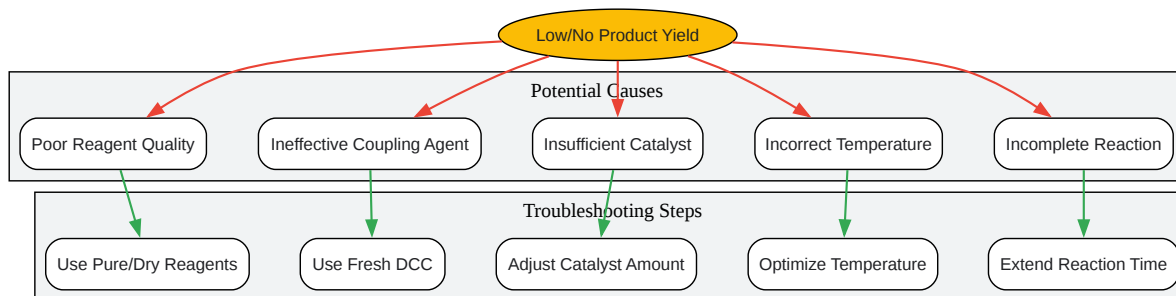 Low/No Product Yield
Potential Causes
Poor Reagent Quality
Ineffective Coupling Agent
Insufficient Catalyst
Incorrect Temperature
Incomplete Reaction
Troubleshooting Steps
Use Pure/Dry Reagents
Use Fresh DCC
Adjust Catalyst Amount
Optimize Temperature
Extend Reaction Time